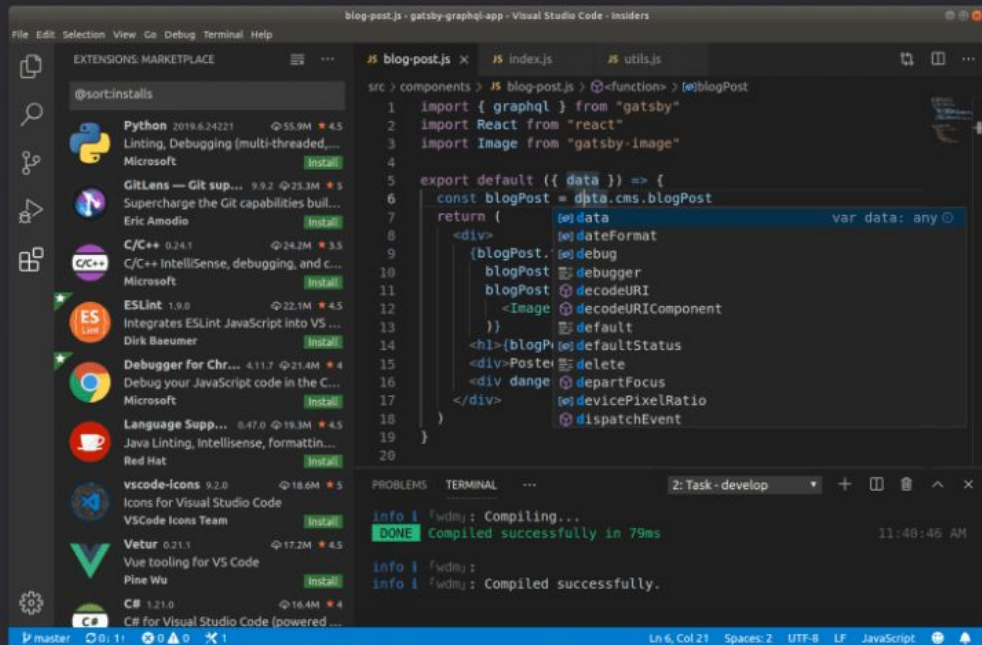 blog-post.js - gatsby-graphql-app - Visual Studio Code - Insiders
File Edit Selection View Go Debug Terminal Help
EXTENSIONS: MARKETPLACE
@sort:installs
Python 2019.6.24221 55.9M ★ 4.5
Linting, Debugging (multi-threaded,...
Microsoft Install
GitLens — Git sup... 9.9.2 25.3M ★ 5
Supercharge the Git capabilities buil...
Eric Amodio Install
C/C++ 0.24.1 24.2M ★ 3.5
C/C++ IntelliSense, debugging, and c...
Microsoft Install
ESLint 1.9.0 22.1M ★ 4.5
Integrates ESLint JavaScript into VS ...
Dirk Baeumer Install
Debugger for Chr... 4.11.7 21.4M ★ 4
Debug your JavaScript code in the C...
Microsoft Install
Language Supp... 0.47.0 19.3M ★ 4.5
Java Linting, Intellisense, formattin...
Red Hat Install
vscode-icons 9.2.0 18.6M ★ 5
Icons for Visual Studio Code
VSCode Icons Team Install
Vetur 0.21.1 17.2M ★ 4.5
Vue tooling for VS Code
Pine Wu Install
C# 1.21.0 16.4M ★ 4
C# for Visual Studio Code (powered ...
C/C++
ES
Lint
C#
JS blog-post.js × JS index.js JS utils.js
src › components › JS blog-post.js › <function> › blogPost
1 import { graphql } from "gatsby"
2 import React from "react"
3 import Image from "gatsby-image"
4
5 export default ({ data }) => {
6 const blogPost = data.cms.blogPost
7 return (
8 <div>
9 {blogPost.
10 blogPost
11 blogPost
12 <Image
13 )}
14 <h1>{blogP
15 <div>Poste
16 <div dange
17 </div>
18 )
19 }
20
data var data: any
dateFormat
debug
debugger
decodeURI
decodeURIComponent
default
defaultStatus
delete
departFocus
devicePixelRatio
dispatchEvent
PROBLEMS TERMINAL ··· 2: Task - develop
info i ｢wdm｣: Compiling...
DONE Compiled successfully in 79ms 11:40:46 AM
info i ｢wdm｣:
info i ｢wdm｣: Compiled successfully.
master 0↓ 1↑ 0 0 1 Ln 6, Col 21 Spaces: 2 UTF-8 LF JavaScript